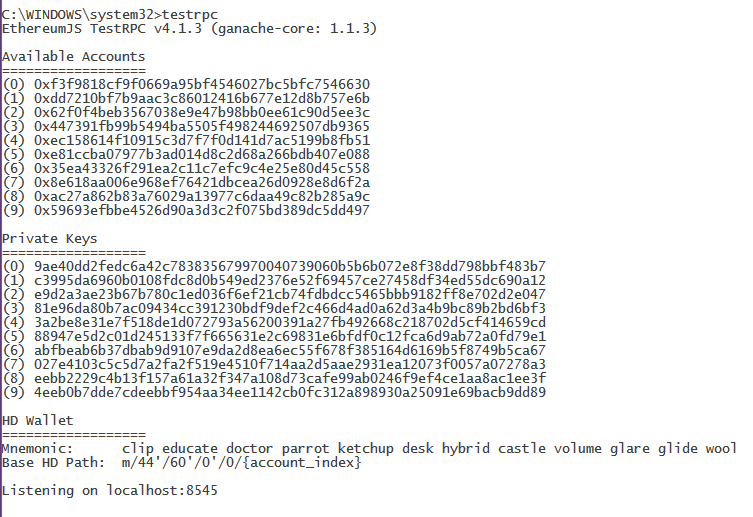 C:\WINDOWS\system32>testrpc
EthereumJS TestRPC v4.1.3 (ganache-core: 1.1.3)
Available Accounts
==================
(0) 0xf3f9818cf9f0669a95bf4546027bc5bfc7546630
(1) 0xdd7210bf7b9aac3c86012416b677e12d8b757e6b
(2) 0x62f0f4beb3567038e9e47b98bb0ee61c90d5ee3c
(3) 0x447391fb99b5494ba5505f498244692507db9365
(4) 0xec158614f10915c3d7f7f0d141d7ac5199b8fb51
(5) 0xe81ccba07977b3ad014d8c2d68a266bdb407e088
(6) 0x35ea43326f291ea2c11c7efc9c4e25e80d45c558
(7) 0x8e618aa006e968ef76421dbcea26d0928e8d6f2a
(8) 0xac27a862b83a76029a13977c6daa49c82b285a9c
(9) 0x59693efbbe4526d90a3d3c2f075bd389dc5dd497
Private Keys
==================
(0) 9ae40dd2fedc6a42c783835679970040739060b5b6b072e8f38dd798bbf483b7
(1) c3995da6960b0108fdc8d0b549ed2376e52f69457ce27458df34ed55dc690a12
(2) e9d2a3ae23b67b780c1ed036f6ef21cb74fdbdcc5465bbb9182ff8e702d2e047
(3) 81e96da80b7ac09434cc391230bdf9def2c466d4ad0a62d3a4b9bc89b2bd6bf3
(4) 3a2be8e31e7f518de1d072793a56200391a27fb492668c218702d5cf414659cd
(5) 88947e5d2c01d245133f7f665631e2c69831e6bfdf0c12fca6d9ab72a0fd79e1
(6) abfbeab6b37dbab9d9107e9da2d8ea6ec55f678f385164d6169b5f8749b5ca67
(7) 027e4103c5c5d7a2fa2f519e4510f714aa2d5aae2931ea12073f0057a07278a3
(8) eebb2229c4b13f157a61a32f347a108d73cafe99ab0246f9ef4ce1aa8ac1ee3f
(9) 4eeb0b7dde7cdeebbf954aa34ee1142cb0fc312a898930a25091e69bacb9dd89
HD Wallet
==================
Mnemonic:      clip educate doctor parrot ketchup desk hybrid castle volume glare glide wool
Base HD Path:  m/44'/60'/0'/0/{account_index}
Listening on localhost:8545